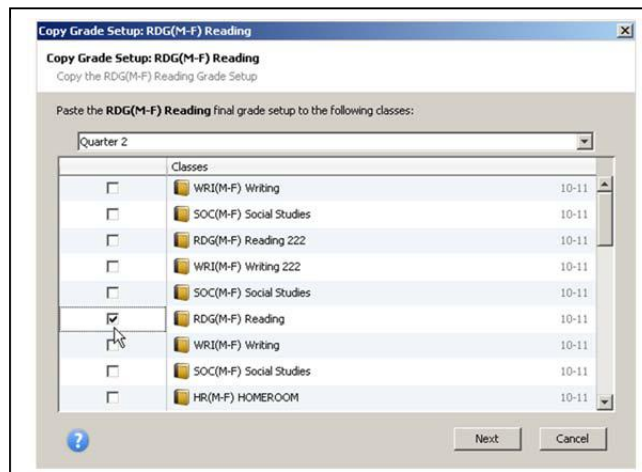 Copy Grade Setup: RDG(M-F) Reading
Copy Grade Setup: RDG(M-F) Reading
Copy the RDG(M-F) Reading Grade Setup
Paste the RDG(M-F) Reading final grade setup to the following classes:
Quarter 2
Classes
WRI(M-F) Writing 10-11
SOC(M-F) Social Studies 10-11
RDG(M-F) Reading 222 10-11
WRI(M-F) Writing 222 10-11
SOC(M-F) Social Studies 10-11
RDG(M-F) Reading 10-11
WRI(M-F) Writing 10-11
SOC(M-F) Social Studies 10-11
HR(M-F) HOMEROOM 10-11
? Next Cancel